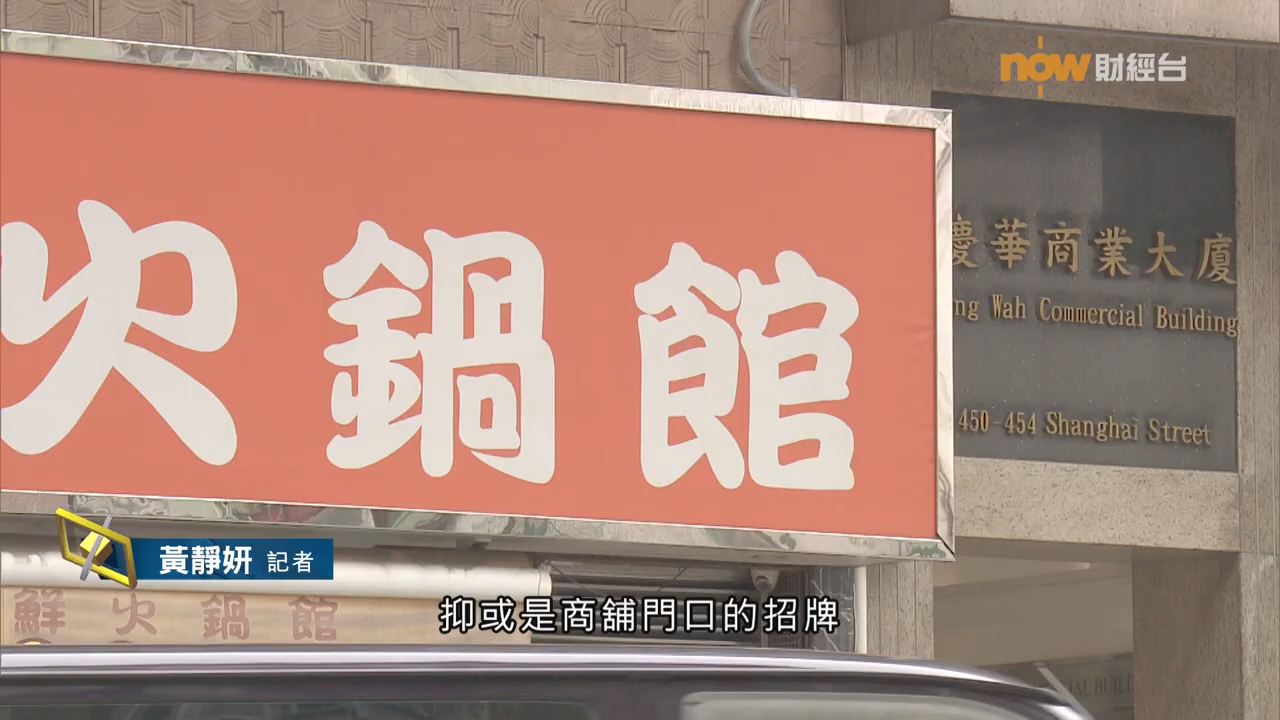 now財經台
火鍋館
慶華商業大廈
ng Wah Commercial Building
450-454 Shanghai Street
黃靜妍 記者
鮮火鍋館
抑或是商舖門口的招牌